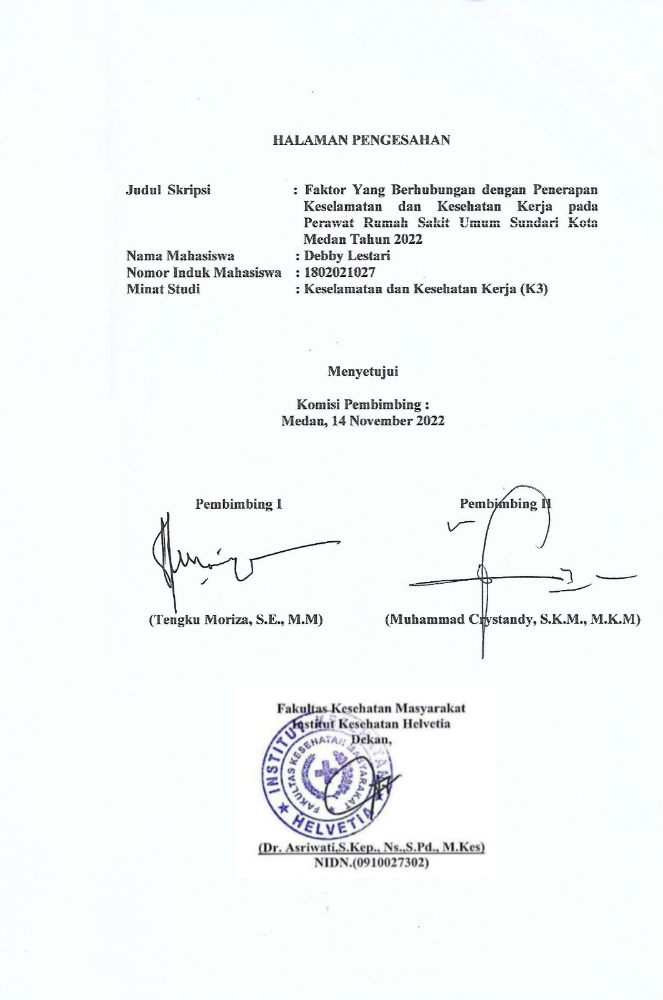 HALAMAN PENGESAHAN
Judul Skripsi : Faktor Yang Berhubungan dengan Penerapan
Keselamatan dan Kesehatan Kerja pada
Perawat Rumah Sakit Umum Sundari Kota
Medan Tahun 2022
Nama Mahasiswa : Debby Lestari
Nomor Induk Mahasiswa : 1802021027
Minat Studi : Keselamatan dan Kesehatan Kerja (K3)
Menyetujui
Komisi Pembimbing :
Medan, 14 November 2022
Pembimbing I Pembimbing II
(Tengku Moriza, S.E., M.M) (Muhammad Crystandy, S.K.M., M.K.M)
Fakultas Kesehatan Masyarakat
Institut Kesehatan Helvetia
Dekan,
INSTITUT KESEHATAN
FAKULTAS KESEHATAN MASYARAKAT
HELVETIA
(Dr. Asriwati,S.Kep., Ns.,S.Pd., M.Kes)
NIDN.(0910027302)